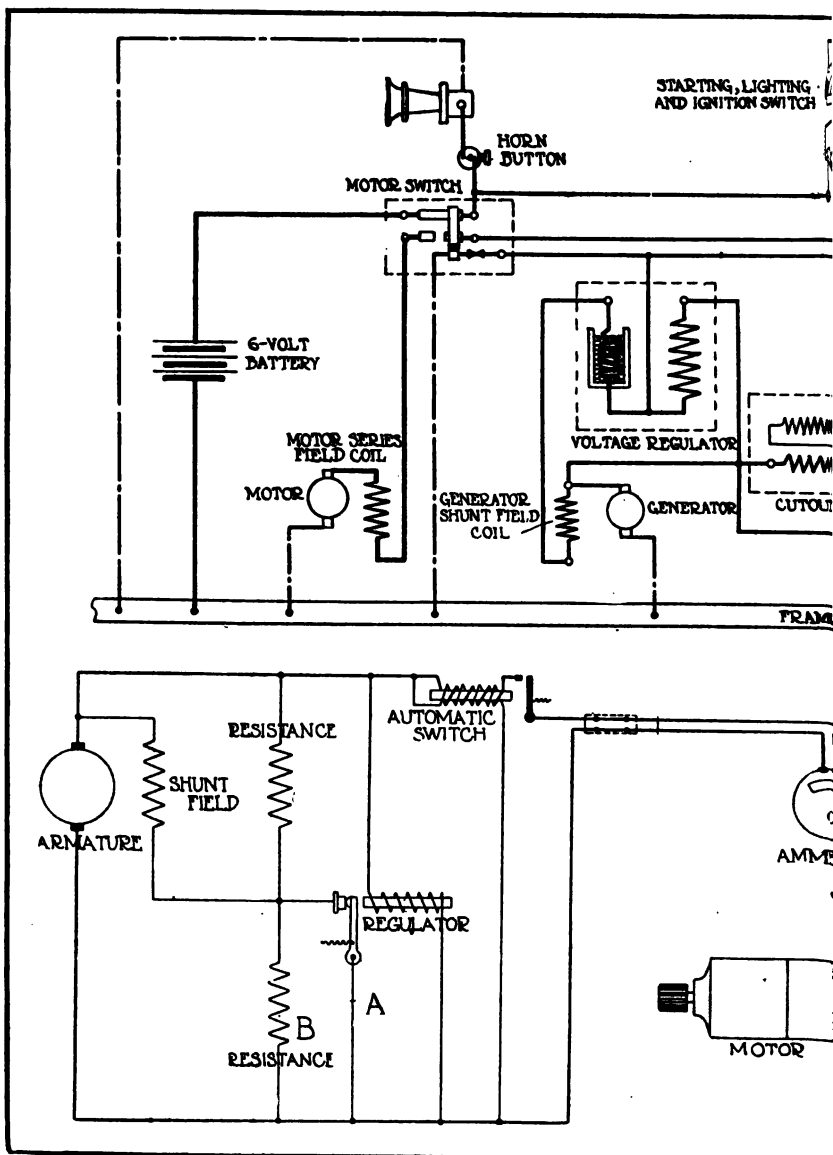 STARTING, LIGHTING
AND IGNITION SWITCH
HORN
BUTTON
MOTOR SWITCH
6-VOLT
BATTERY
VOLTAGE REGULATOR
MOTOR SERIES
FIELD COIL
MOTOR
GENERATOR
SHUNT FIELD
COIL
GENERATOR
AUTOMATIC
SWITCH
RESISTANCE
SHUNT
FIELD
ARMATURE
REGULATOR
A
B
RESISTANCE
MOTOR